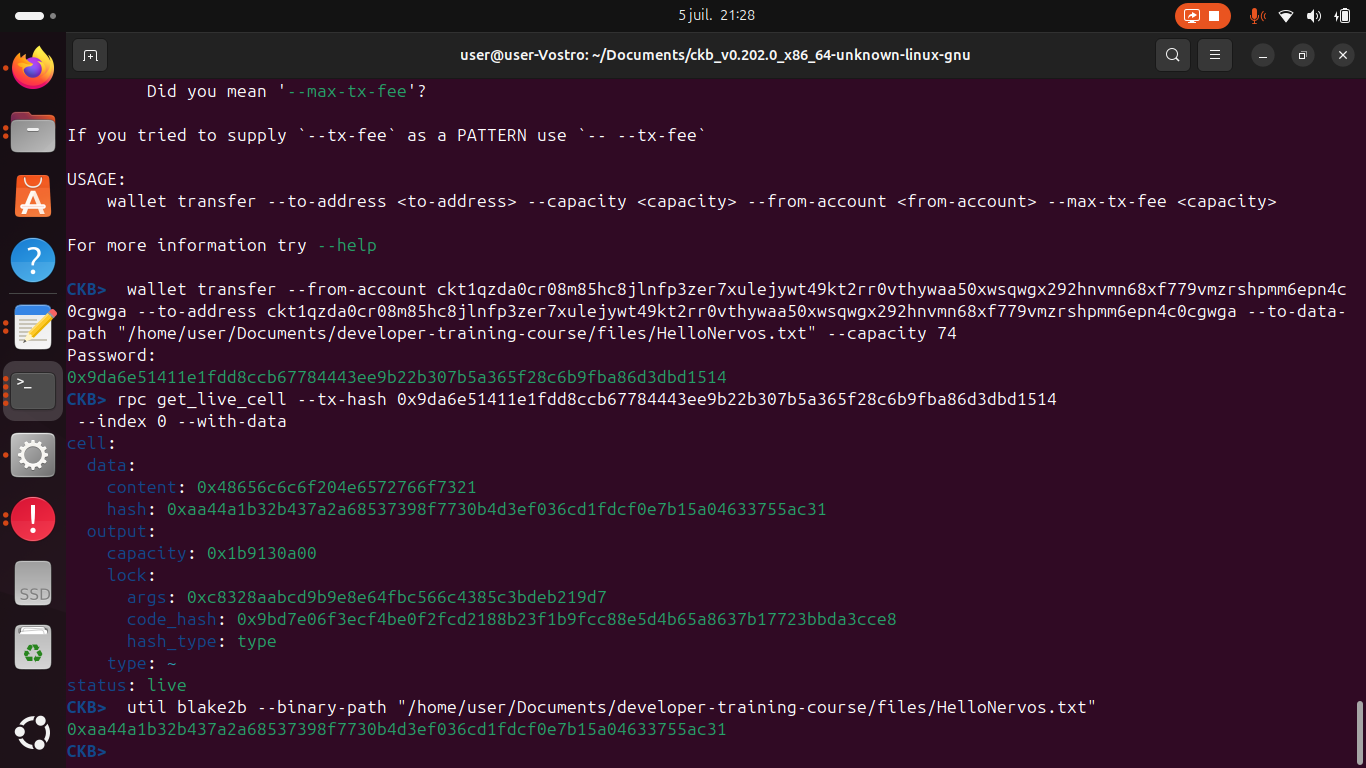 5 juil. 21:28
user@user-Vostro: ~/Documents/ckb_v0.202.0_x86_64-unknown-linux-gnu
Did you mean '--max-tx-fee'?
If you tried to supply `--tx-fee` as a PATTERN use `-- --tx-fee`
USAGE:
wallet transfer --to-address <to-address> --capacity <capacity> --from-account <from-account> --max-tx-fee <capacity>
For more information try --help
CKB>  wallet transfer --from-account ckt1qzda0cr08m85hc8jlnfp3zer7xulejywt49kt2rr0vthywaa50xwsqwgx292hnvmn68xf779vmzrshpmm6epn4c
0cgwga --to-address ckt1qzda0cr08m85hc8jlnfp3zer7xulejywt49kt2rr0vthywaa50xwsqwgx292hnvmn68xf779vmzrshpmm6epn4c0cgwga --to-data-
path "/home/user/Documents/developer-training-course/files/HelloNervos.txt" --capacity 74
Password:
0x9da6e51411e1fdd8ccb67784443ee9b22b307b5a365f28c6b9fba86d3dbd1514
CKB> rpc get_live_cell --tx-hash 0x9da6e51411e1fdd8ccb67784443ee9b22b307b5a365f28c6b9fba86d3dbd1514
--index 0 --with-data
cell:
data:
content: 0x48656c6c6f204e6572766f7321
hash: 0xaa44a1b32b437a2a68537398f7730b4d3ef036cd1fdcf0e7b15a04633755ac31
output:
capacity: 0x1b9130a00
lock:
args: 0xc8328aabcd9b9e8e64fbc566c4385c3bdeb219d7
code_hash: 0x9bd7e06f3ecf4be0f2fcd2188b23f1b9fcc88e5d4b65a8637b17723bbda3cce8
hash_type: type
type: ~
status: live
CKB>  util blake2b --binary-path "/home/user/Documents/developer-training-course/files/HelloNervos.txt"
0xaa44a1b32b437a2a68537398f7730b4d3ef036cd1fdcf0e7b15a04633755ac31
CKB>
SSD